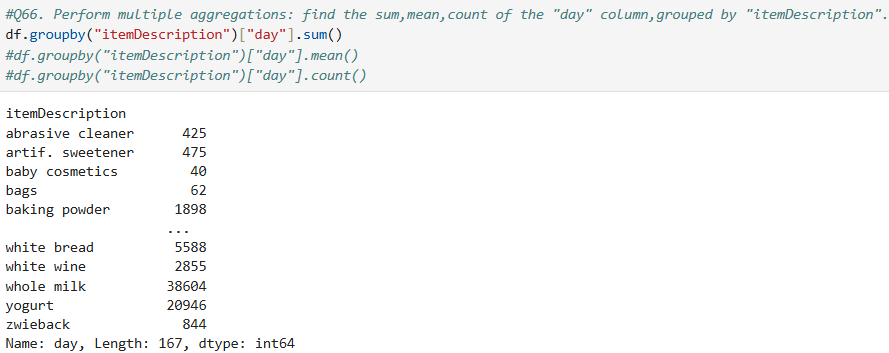 #Q66. Perform multiple aggregations: find the sum,mean,count of the "day" column,grouped by "itemDescription".
df.groupby("itemDescription")["day"].sum()
#df.groupby("itemDescription")["day"].mean()
#df.groupby("itemDescription")["day"].count()
itemDescription
abrasive cleaner      425
artif. sweetener      475
baby cosmetics         40
bags                   62
baking powder        1898
                    ...
white bread          5588
white wine           2855
whole milk          38604
yogurt              20946
zwieback              844
Name: day, Length: 167, dtype: int64